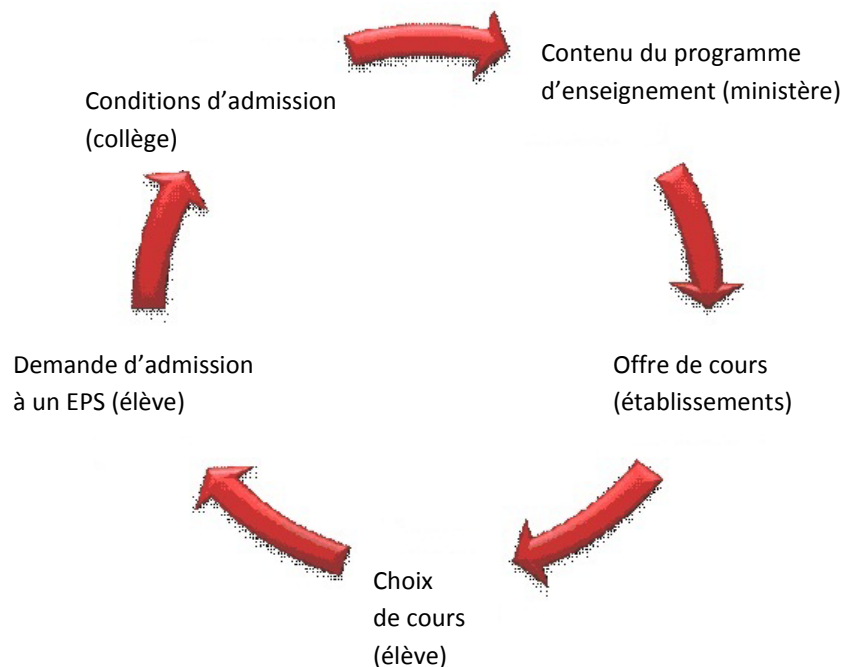 Contenu du programme
d’enseignement (ministère)
Conditions d’admission
(collège)
Demande d’admission
à un EPS (élève)
Offre de cours
(établissements)
Choix
de cours
(élève)